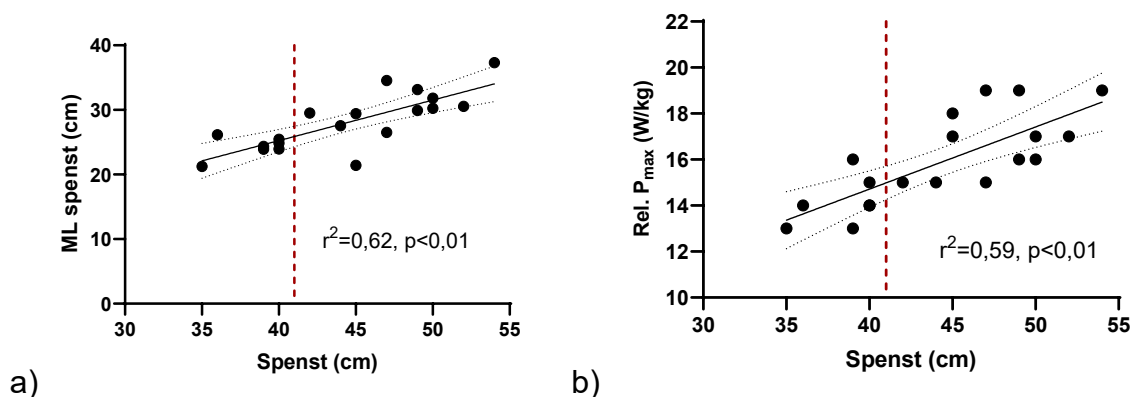 ML spenst (cm)
40
30
20
10
0
r²=0,62, p<0,01
30 35 40 45 50 55
Spenst (cm)
a)
Rel. Pmax (W/kg)
22
20
18
16
14
12
10
r²=0,59, p<0,01
30 35 40 45 50 55
Spenst (cm)
b)